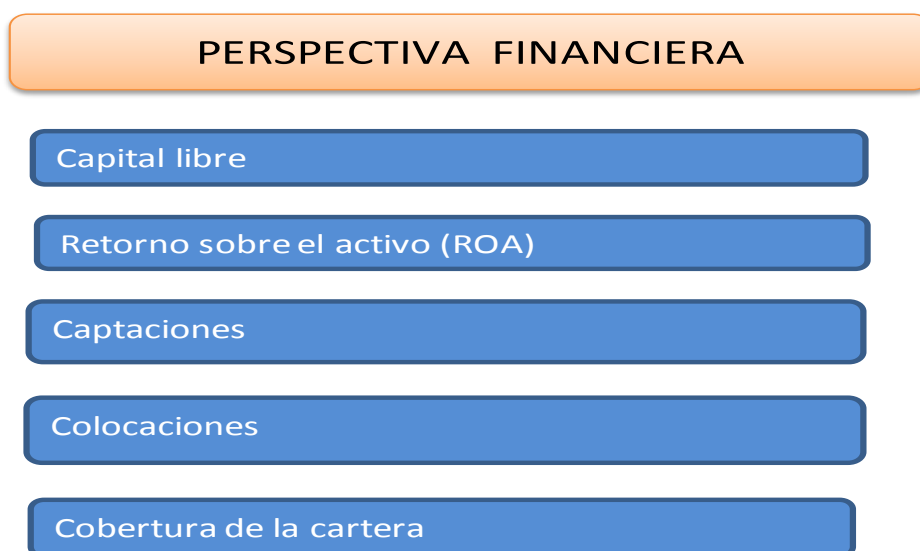 PERSPECTIVA FINANCIERA
Capital libre
Retorno sobre el activo (ROA)
Captaciones
Colocaciones
Cobertura de la cartera